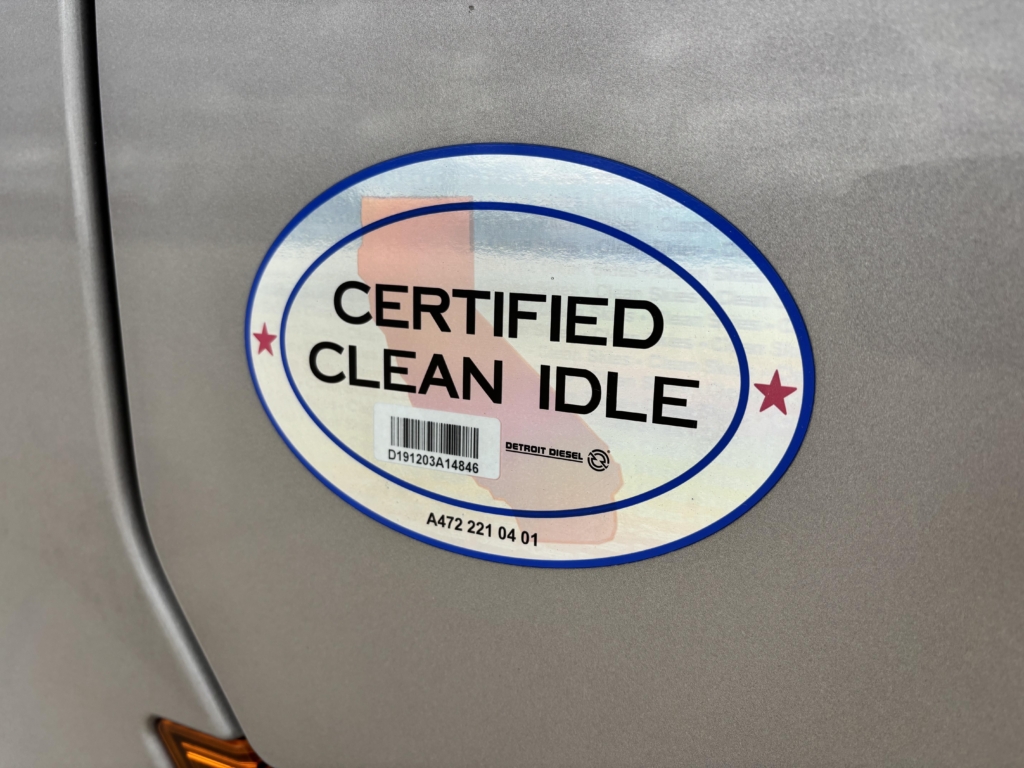 CERTIFIED
CLEAN IDLE
D191203A14846
DETROIT DIESEL
A472 221 04 01